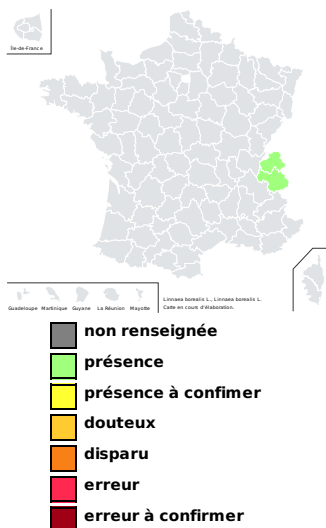 Île-de-France
Guadeloupe Martinique Guyane La Réunion Mayotte
Linnaea borealis L., Linnaea borealis L.
Carte en cours d'élaboration.
non renseignée
présence
présence à confimer
douteux
disparu
erreur
erreur à confirmer